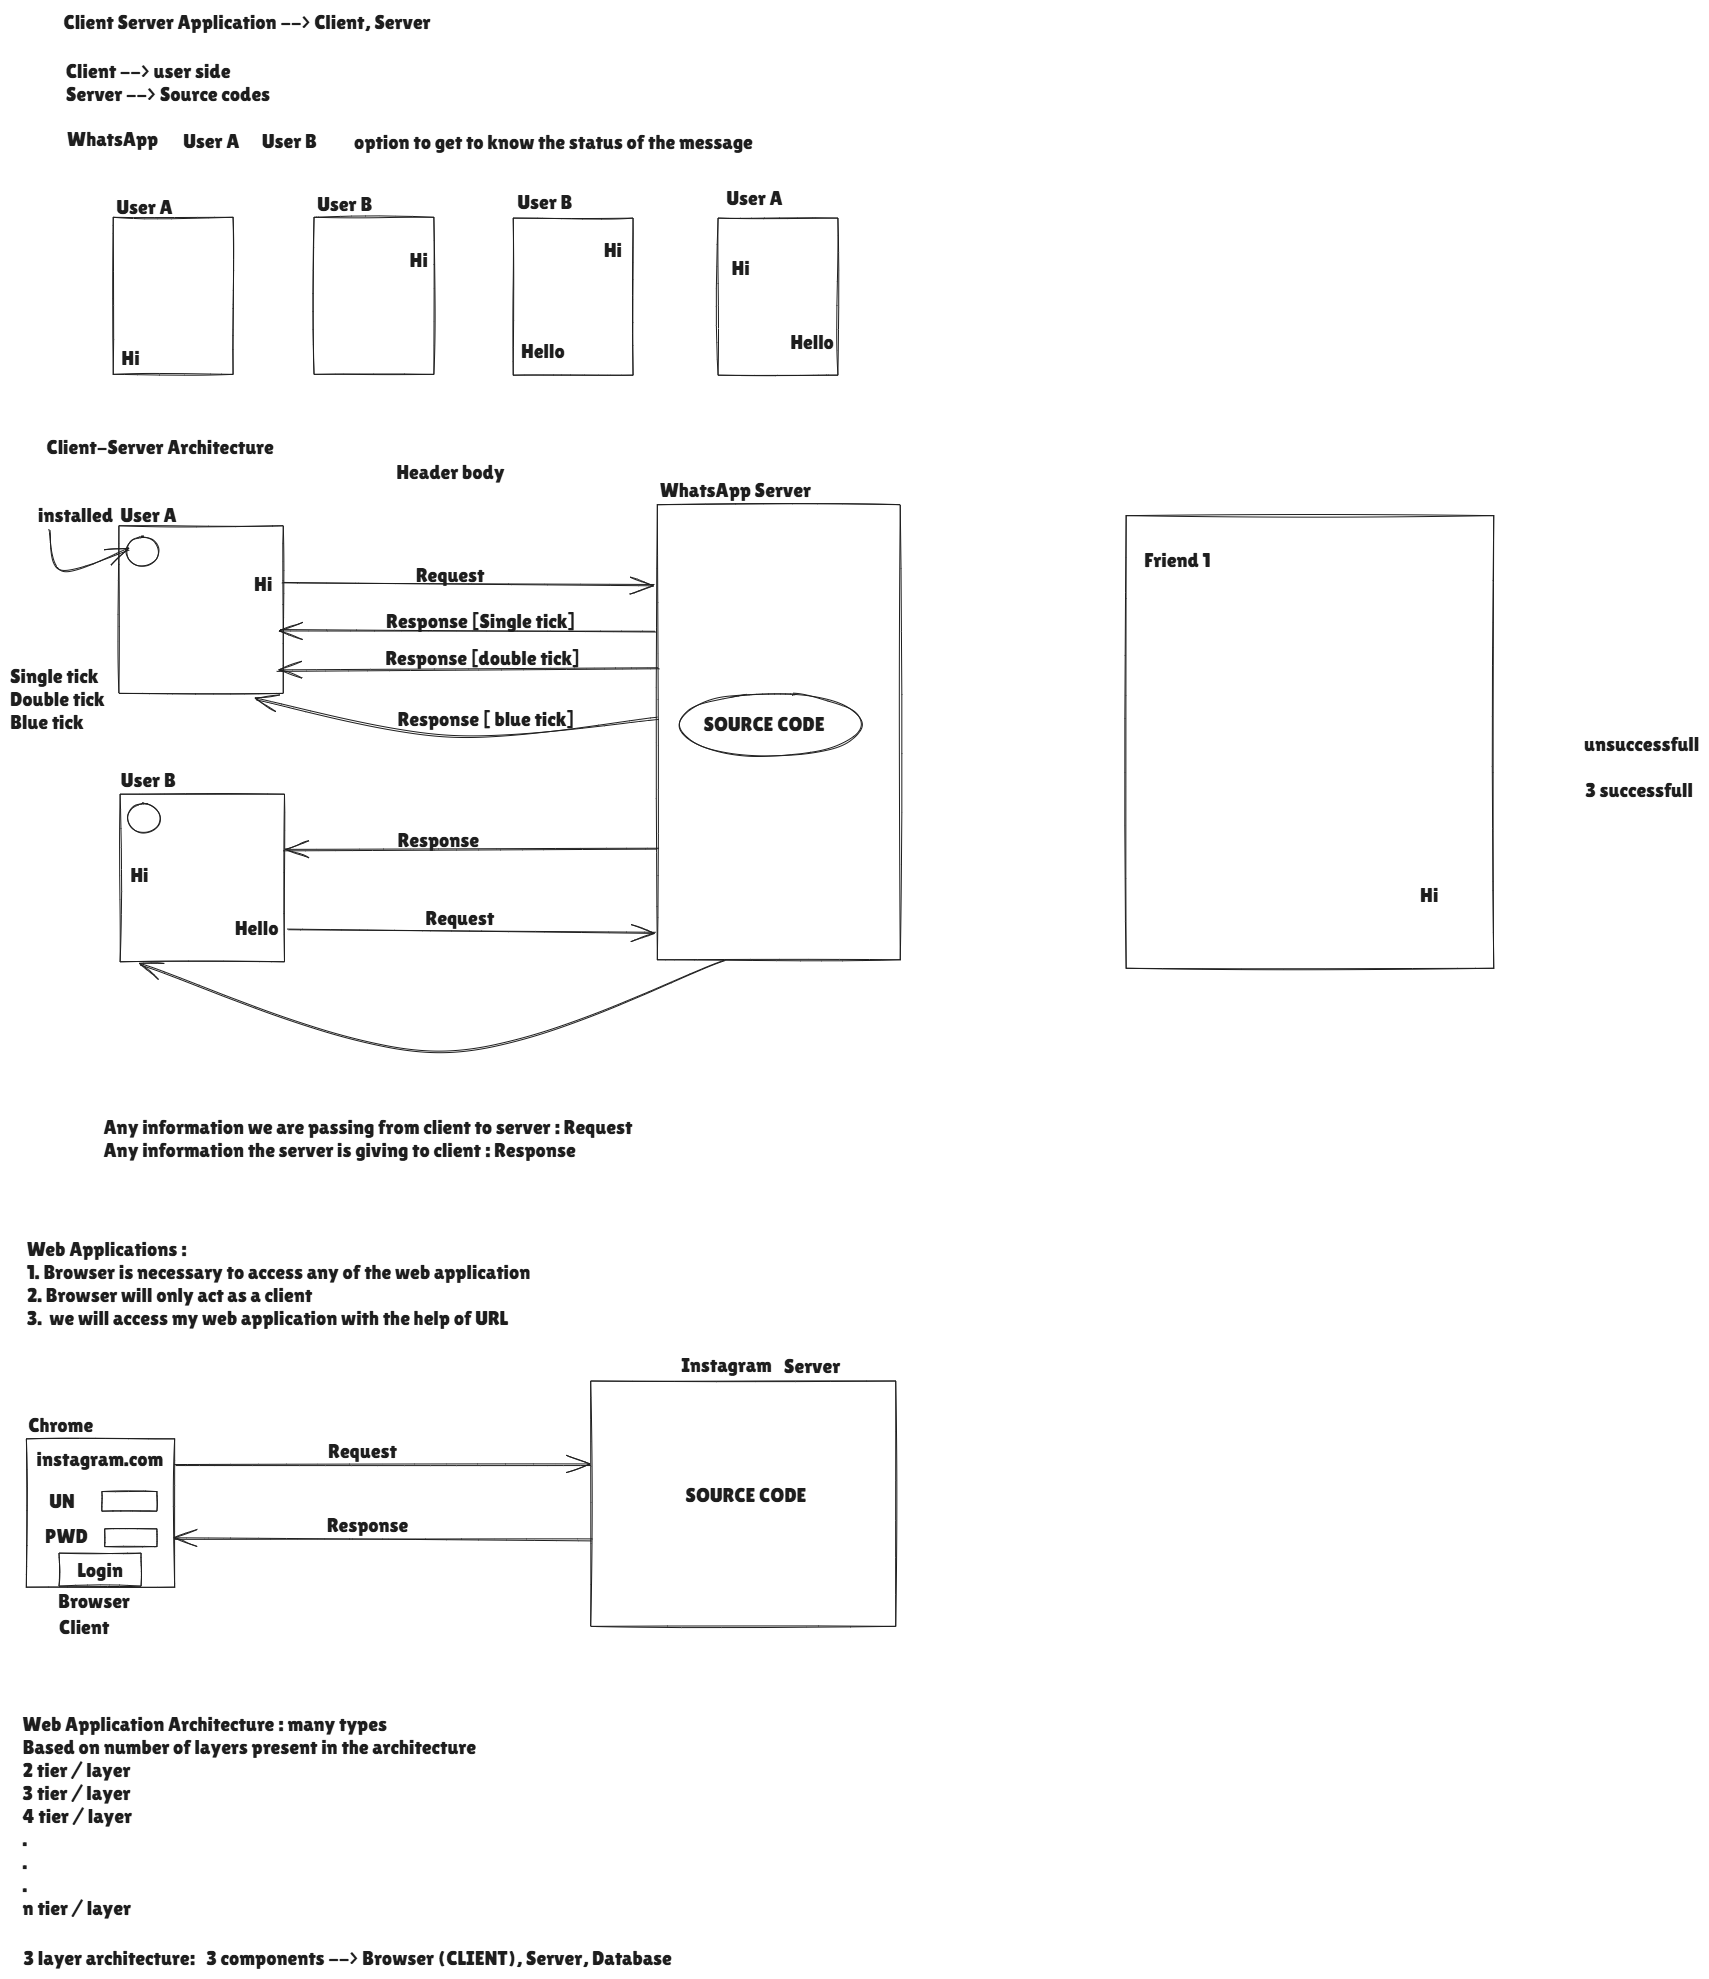 Client Server Application --> Client, Server
Client --> user side
Server --> Source codes
WhatsApp User A User B option to get to know the status of the message
User A
Hi
User B
Hi
User B
Hi
Hello
User A
Hi
Hello
Client-Server Architecture
Header body
WhatsApp Server
installed User A
Hi
Request
Response [Single tick]
Response [double tick]
Response [ blue tick]
Single tick
Double tick
Blue tick
SOURCE CODE
User B
Hi
Hello
Response
Request
Friend 1
Hi
unsuccessfull
3 successfull
Any information we are passing from client to server : Request
Any information the server is giving to client : Response
Web Applications :
1. Browser is necessary to access any of the web application
2. Browser will only act as a client
3. we will access my web application with the help of URL
Instagram Server
Chrome
instagram.com
UN
PWD
Login
Browser
Client
Request
Response
SOURCE CODE
Web Application Architecture : many types
Based on number of layers present in the architecture
2 tier / layer
3 tier / layer
4 tier / layer
.
.
.
n tier / layer
3 layer architecture: 3 components --> Browser (CLIENT), Server, Database